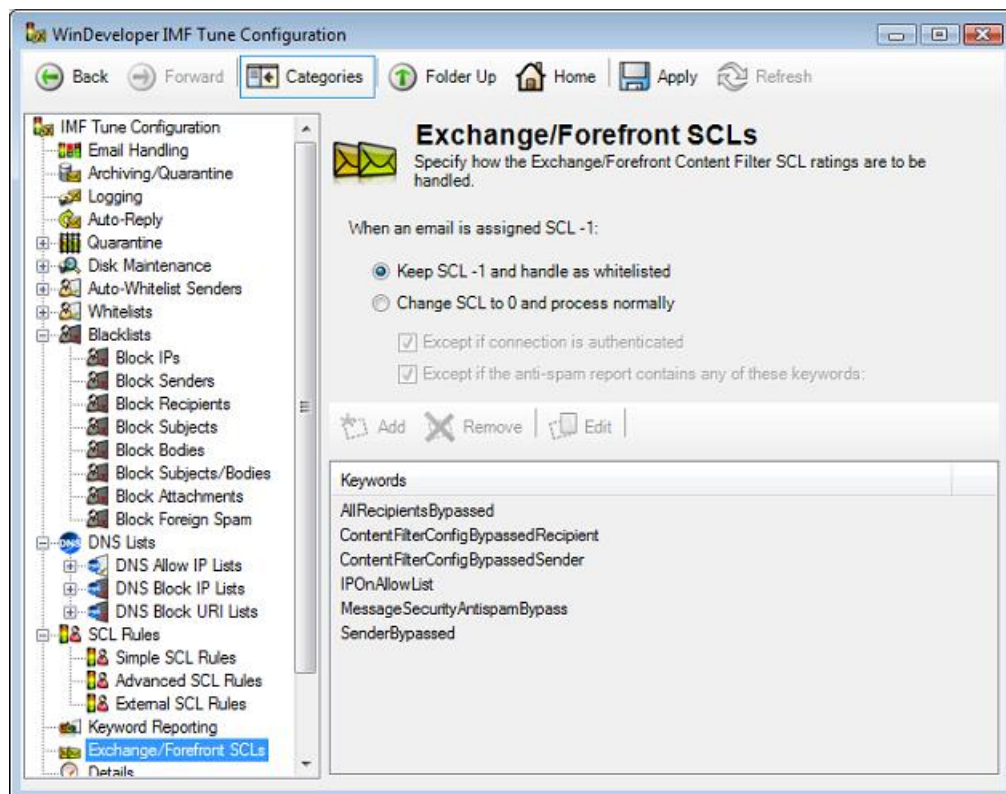 WinDeveloper IMF Tune Configuration
Back Forward Categories Folder Up Home Apply Refresh
IMF Tune Configuration
Email Handling
Archiving/Quarantine
Logging
Auto-Reply
Quarantine
Disk Maintenance
Auto-Whitelist Senders
Whitelists
Blacklists
Block IPs
Block Senders
Block Recipients
Block Subjects
Block Bodies
Block Subjects/Bodies
Block Attachments
Block Foreign Spam
DNS Lists
DNS Allow IP Lists
DNS Block IP Lists
DNS Block URI Lists
SCL Rules
Simple SCL Rules
Advanced SCL Rules
External SCL Rules
Keyword Reporting
Exchange/Forefront SCLs
Details
Exchange/Forefront SCLs
Specify how the Exchange/Forefront Content Filter SCL ratings are to be
handled.
When an email is assigned SCL -1:
Keep SCL -1 and handle as whitelisted
Change SCL to 0 and process normally
Except if connection is authenticated
Except if the anti-spam report contains any of these keywords:
Add Remove Edit
Keywords
AllRecipientsBypassed
ContentFilterConfigBypassedRecipient
ContentFilterConfigBypassedSender
IPOnAllowList
MessageSecurityAntispamBypass
SenderBypassed